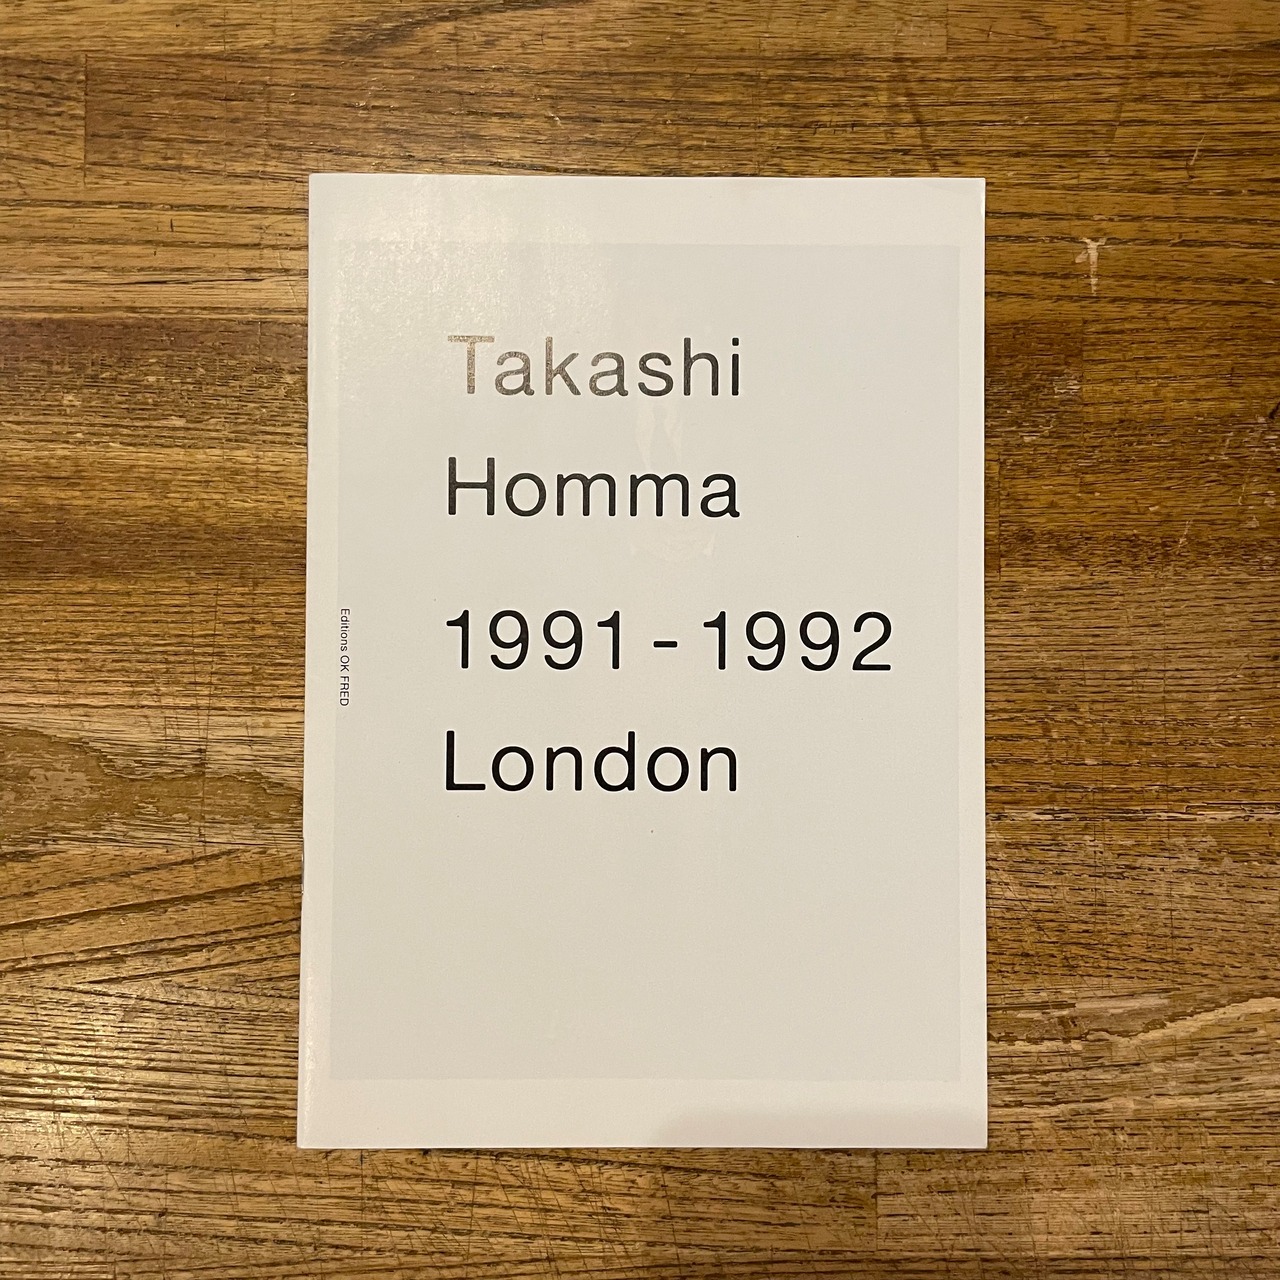 Takashi
Homma
1991 - 1992
London
Editions OK FRED